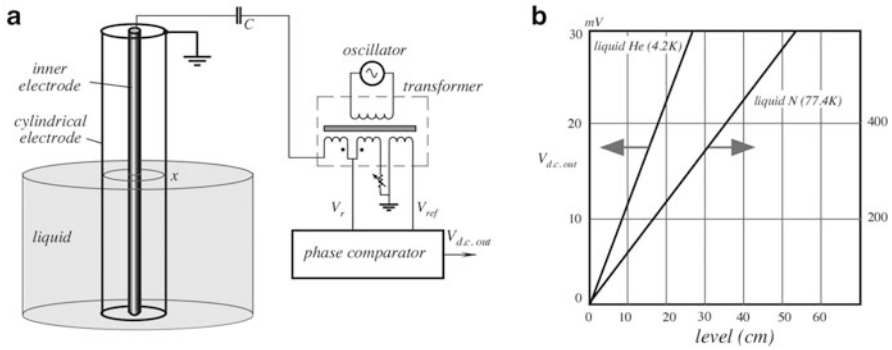 a
C
oscillator
transformer
inner
electrode
cylindrical
electrode
x
liquid
V_r
V_ref
phase comparator
V_d.c. out
b
mV
30
liquid He (4.2K)
liquid N (77.4K)
20
400
V_d.c.out
10
200
0
0 10 20 30 40 50 60
level (cm)